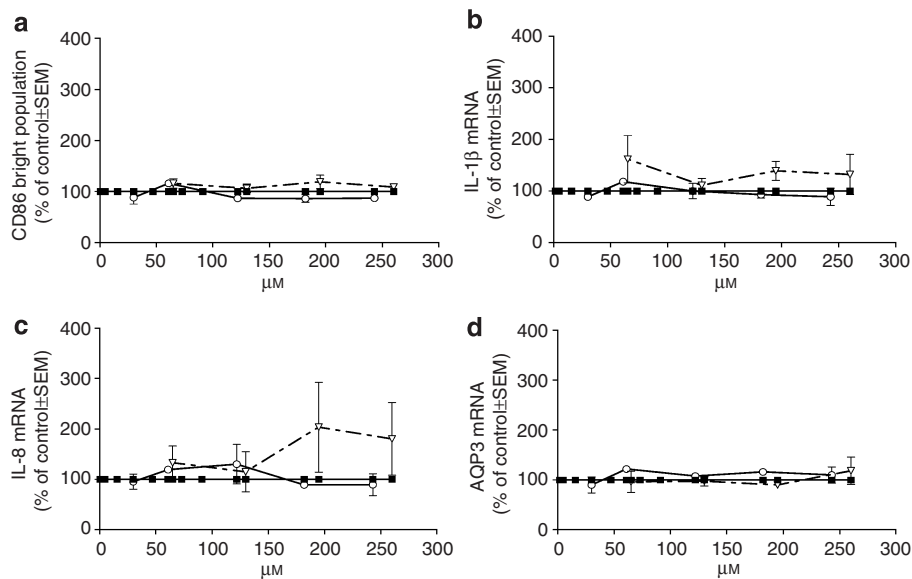 a
CD86 bright population
(% of control±SEM)
400
300
200
100
0
0 50 100 150 200 250 300
μM
b
IL-1β mRNA
(% of control±SEM)
400
300
200
100
0
0 50 100 150 200 250 300
μM
c
IL-8 mRNA
(% of control±SEM)
400
300
200
100
0
0 50 100 150 200 250 300
μM
d
AQP3 mRNA
(% of control±SEM)
400
300
200
100
0
0 50 100 150 200 250 300
μM